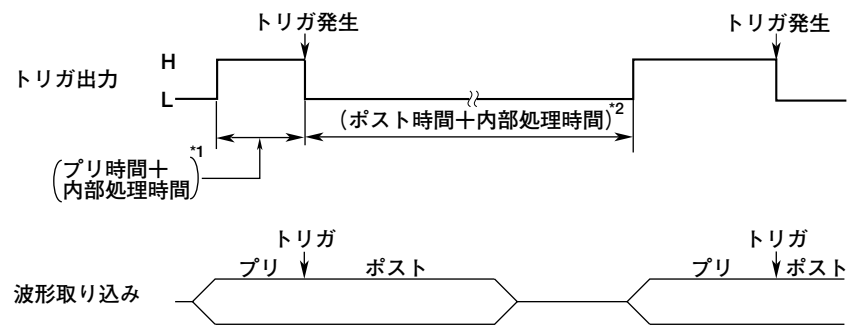 トリガ発生 トリガ発生
H
トリガ出力
L
(ポスト時間＋内部処理時間)*2
(プリ時間＋
内部処理時間)*1
トリガ トリガ
プリ ポスト プリ ポスト
波形取り込み